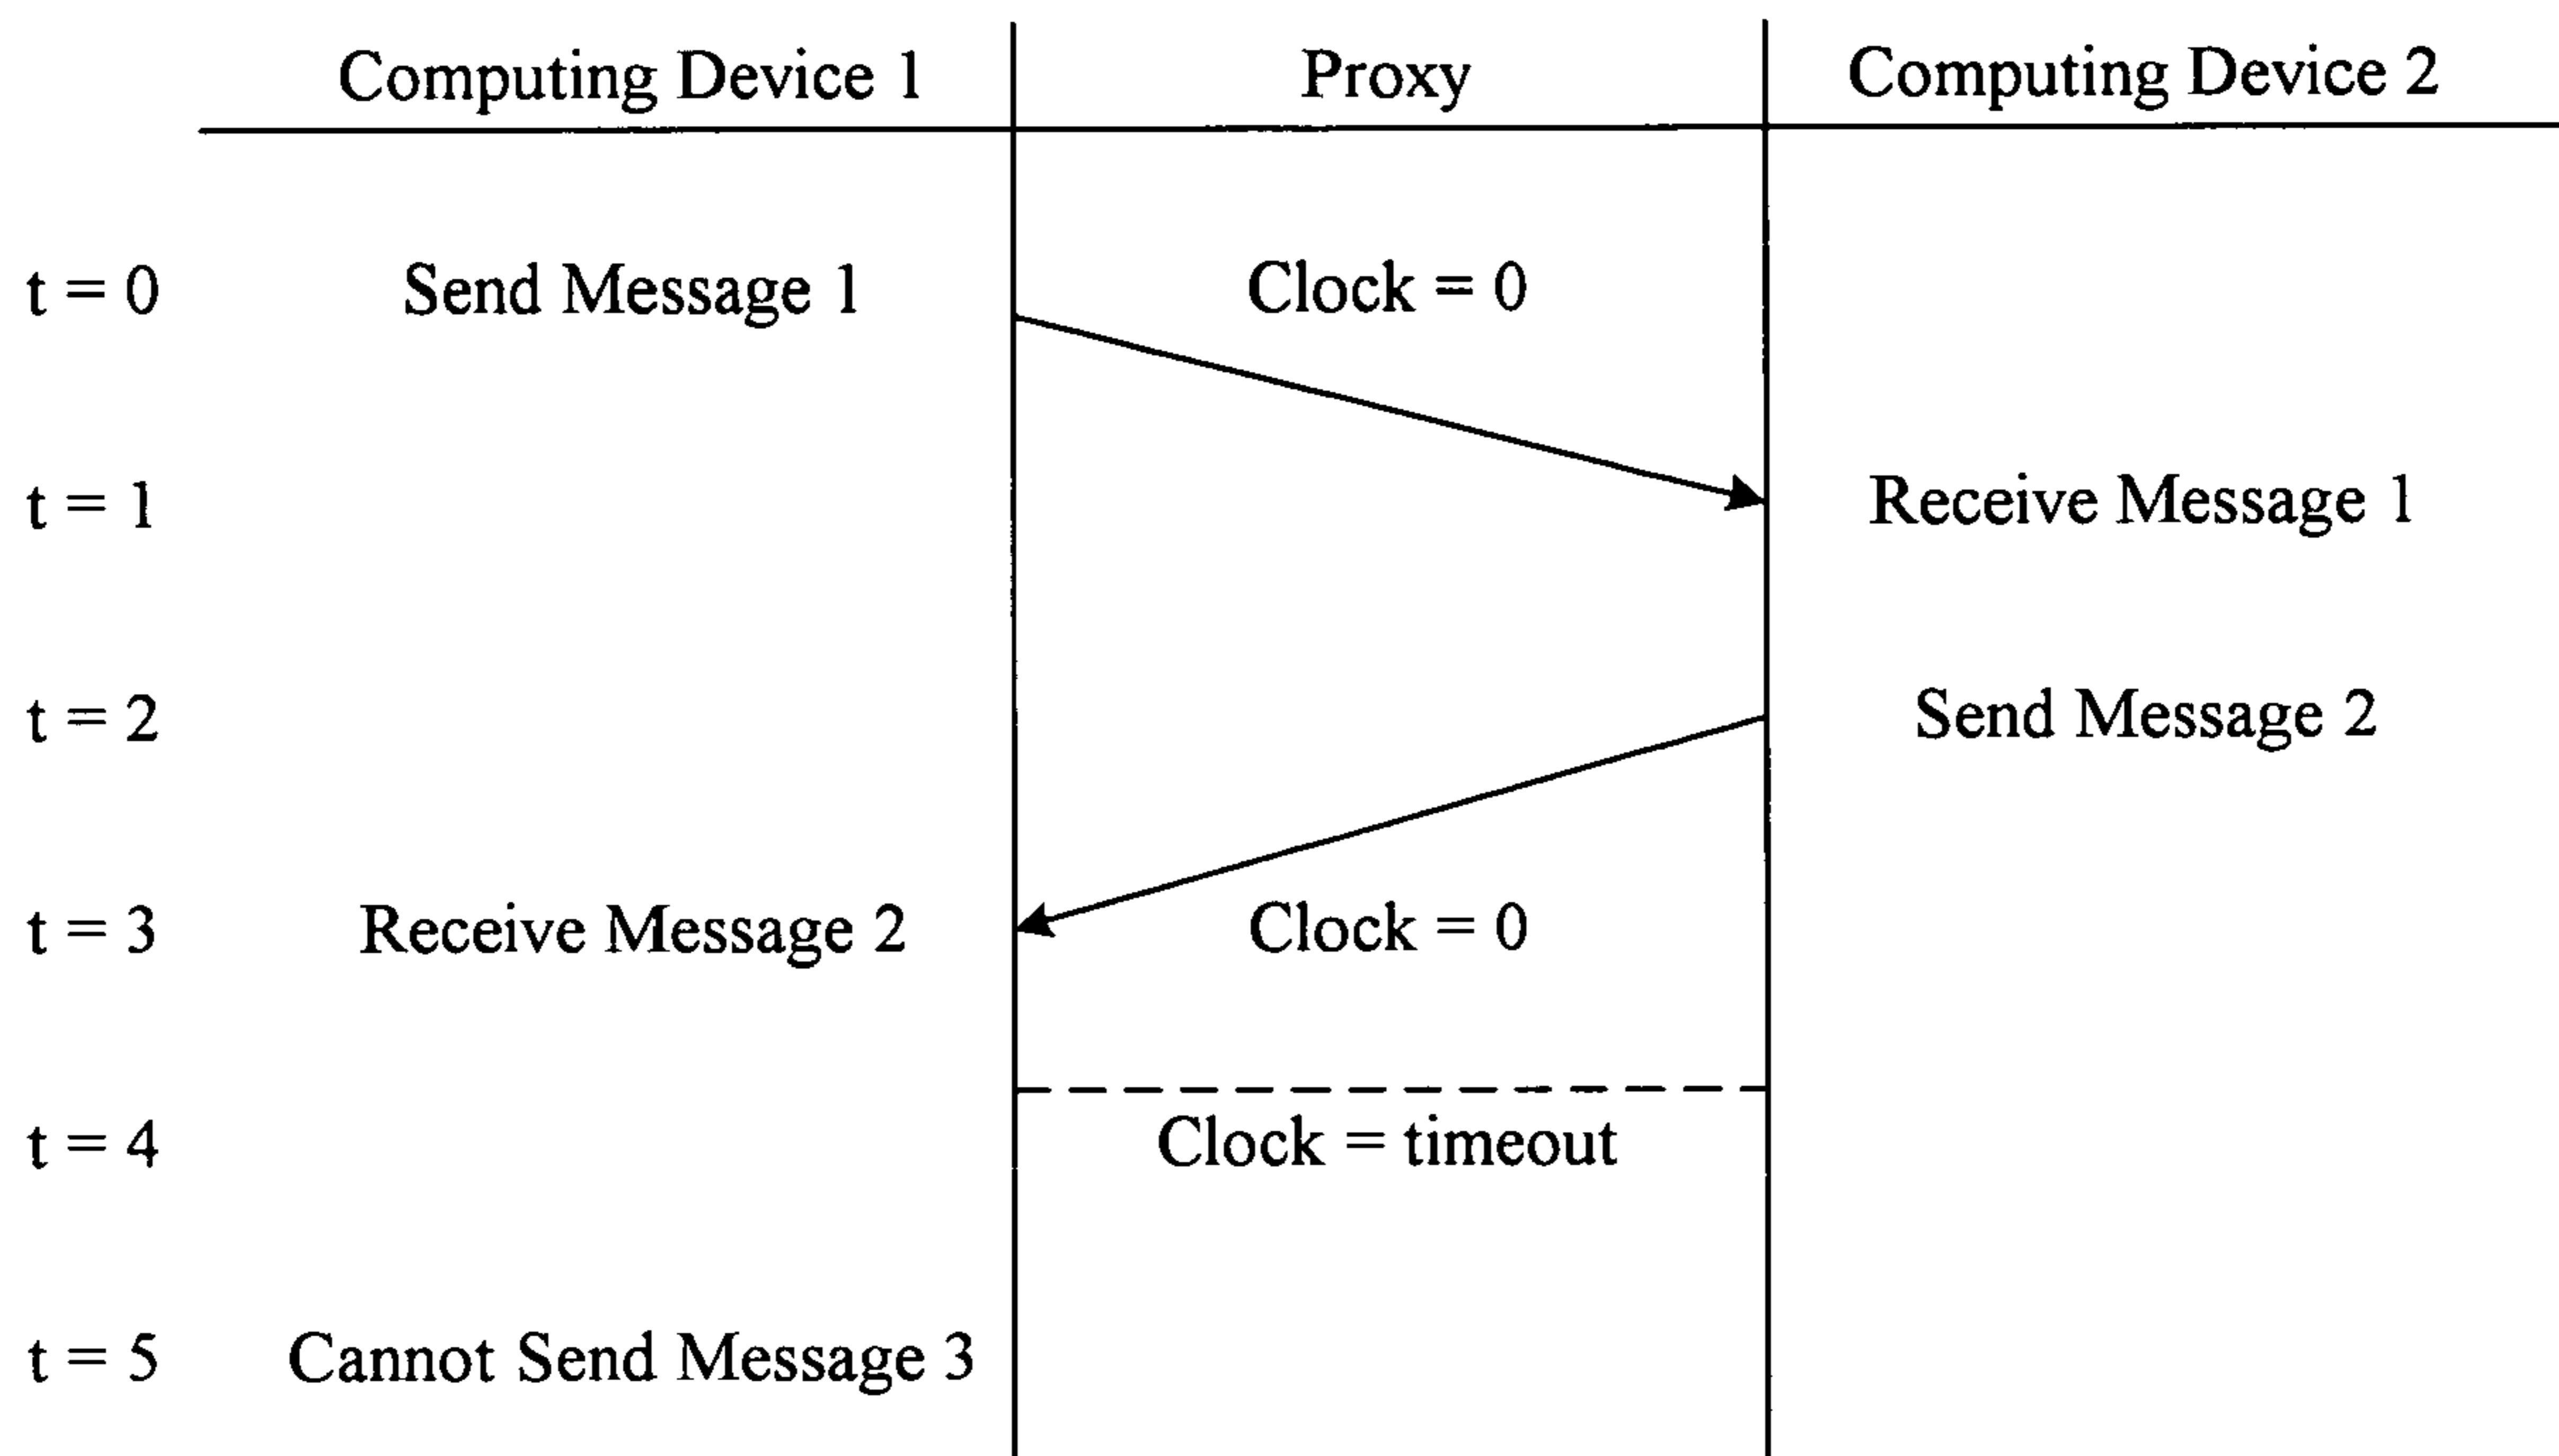 Computing Device 1 Proxy Computing Device 2
t = 0 Send Message 1 Clock = 0
t = 1 Receive Message 1
t = 2 Send Message 2
t = 3 Receive Message 2 Clock = 0
t = 4 Clock = timeout
t = 5 Cannot Send Message 3